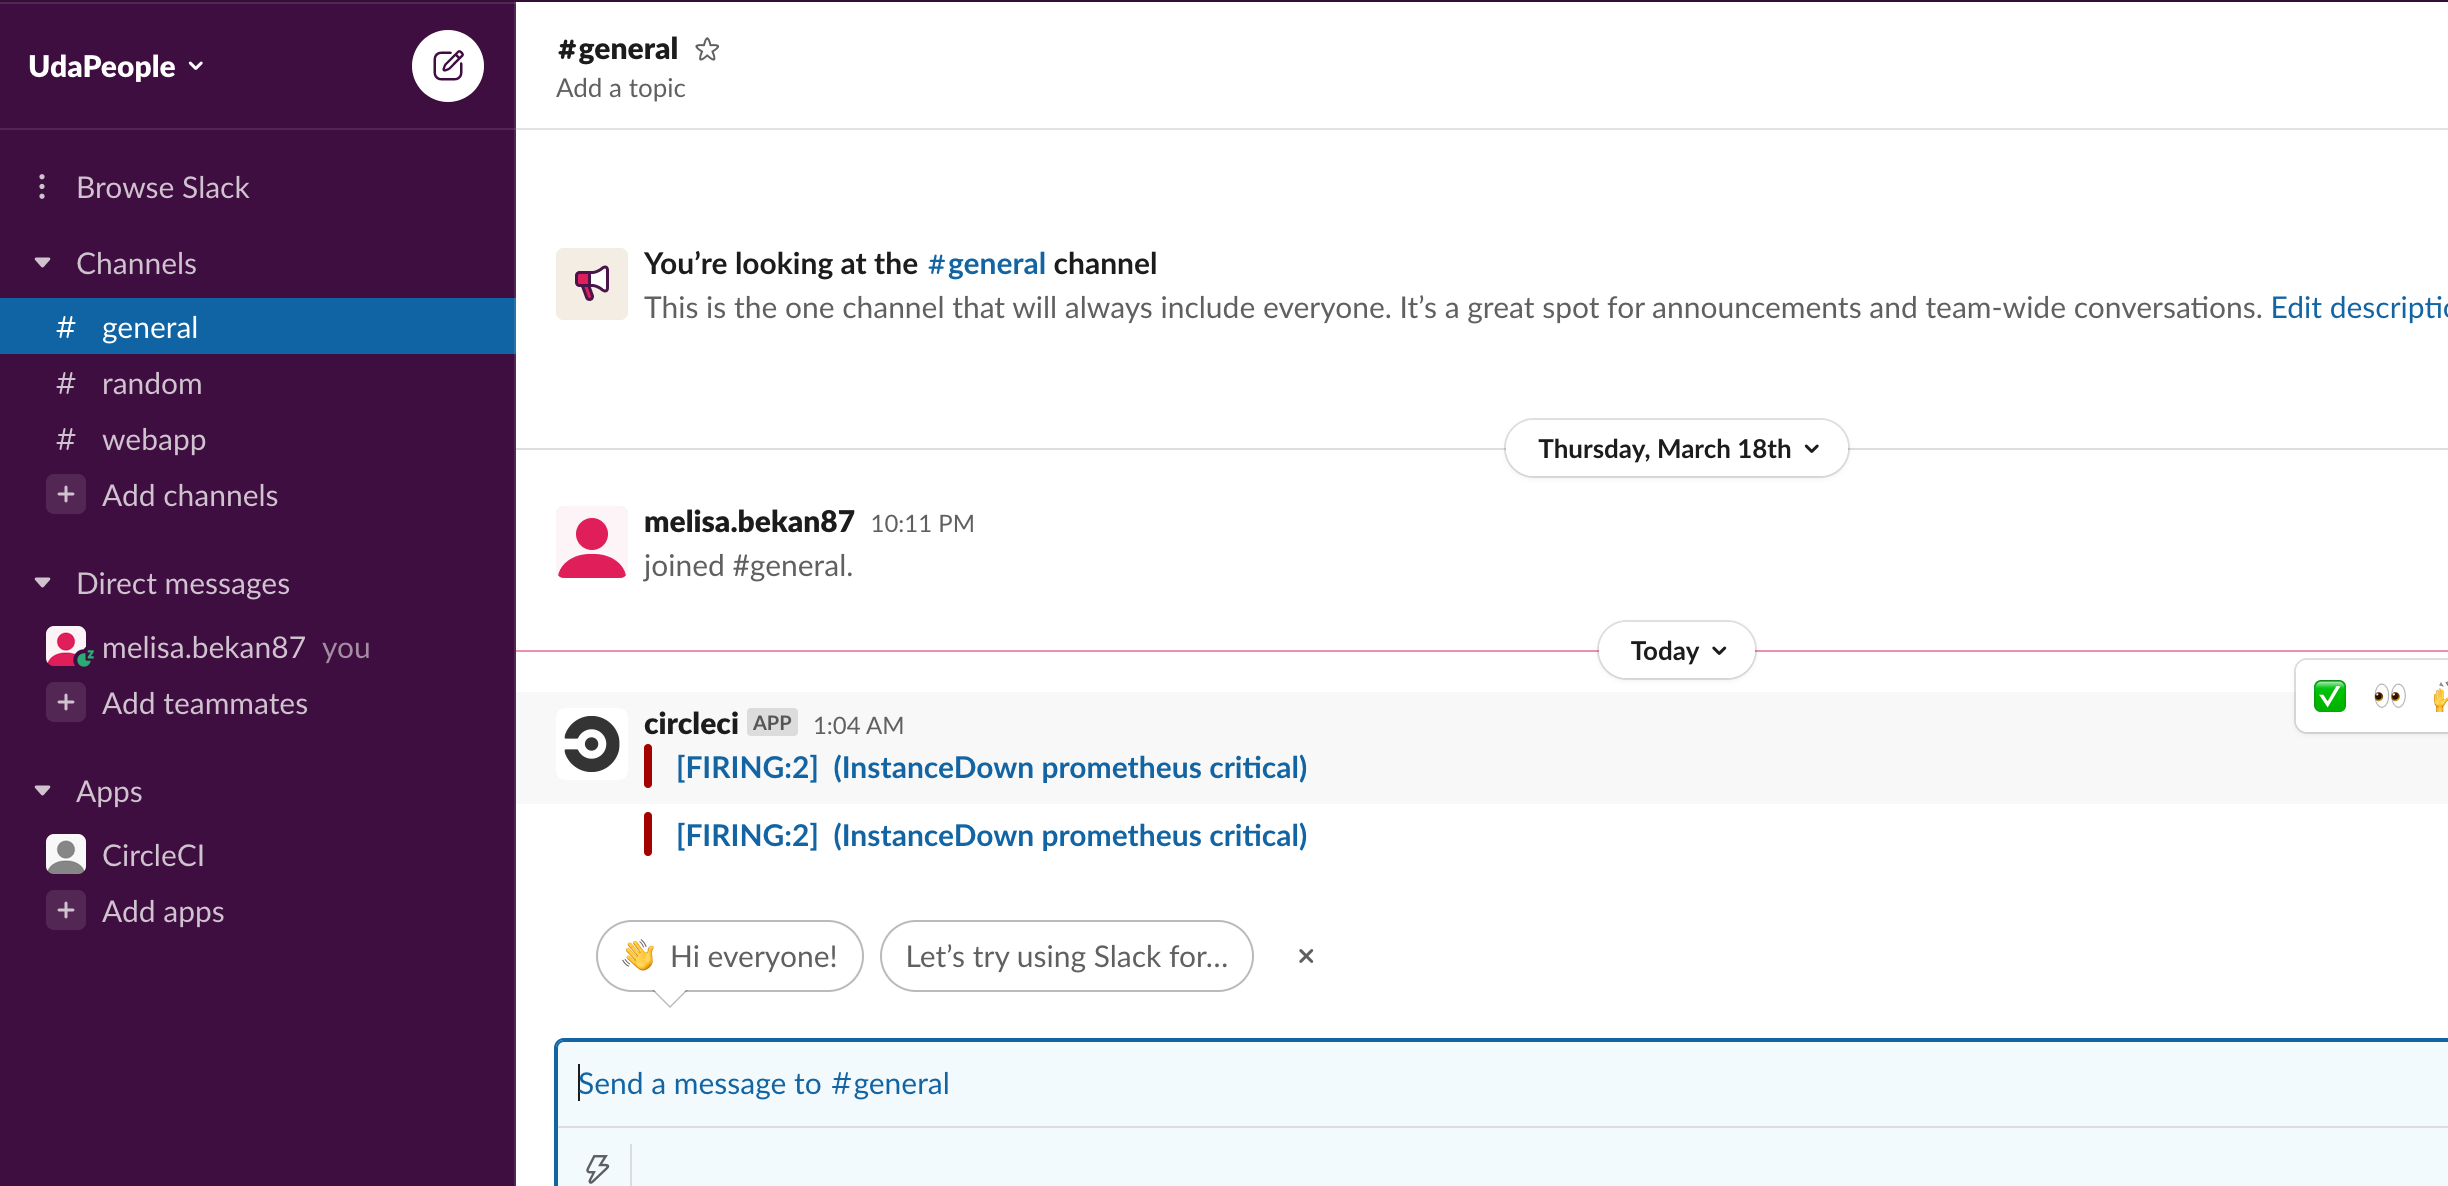 UdaPeople
Browse Slack
Channels
# general
# random
# webapp
+ Add channels
Direct messages
melisa.bekan87 you
+ Add teammates
Apps
CircleCI
+ Add apps
#general
Add a topic
You’re looking at the #general channel
This is the one channel that will always include everyone. It’s a great spot for announcements and team-wide conversations. Edit descriptio
Thursday, March 18th
melisa.bekan87 10:11 PM
joined #general.
Today
circleci APP 1:04 AM
[FIRING:2] (InstanceDown prometheus critical)
[FIRING:2] (InstanceDown prometheus critical)
Hi everyone!
Let’s try using Slack for...
Send a message to #general